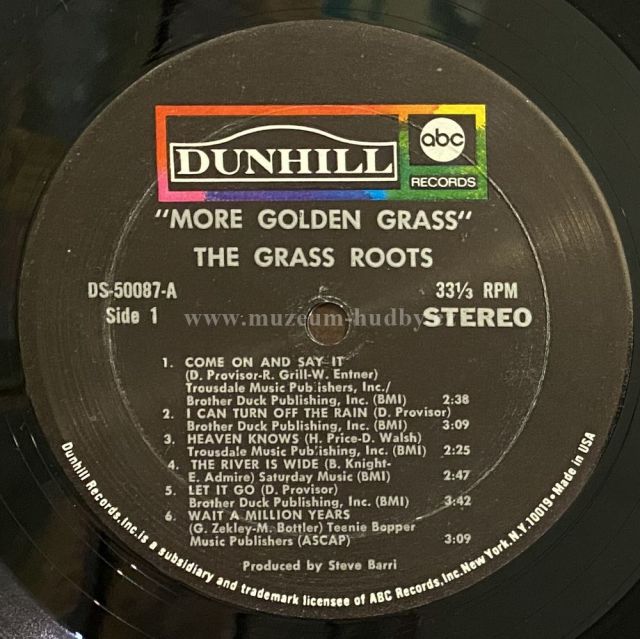 DUNHILL
abc
RECORDS
"MORE GOLDEN GRASS"
THE GRASS ROOTS
DS-50087-A
33⅓ RPM
Side 1
www.muzeum-hudby.
STEREO
1. COME ON AND SAY IT
(D. Provisor-R. Grill-W. Entner)
Trousdale Music Publishers, Inc./
Brother Duck Publishing, Inc. (BMI) 2:38
2. I CAN TURN OFF THE RAIN (D. Provisor)
Brother Duck Publishing, Inc. (BMI) 3:09
3. HEAVEN KNOWS (H. Price-D. Walsh)
Trousdale Music Publishing, Inc. (BMI) 2:25
4. THE RIVER IS WIDE (B. Knight-
E. Admire) Saturday Music (BMI) 2:47
5. LET IT GO (D. Provisor)
Brother Duck Publishing, Inc. (BMI) 3:42
6. WAIT A MILLION YEARS
(G. Zekley-M. Bottler) Teenie Bopper
Music Publishers (ASCAP) 3:09
Produced by Steve Barri
Dunhill Records, Inc. is a subsidiary and trademark licensee of ABC Records, Inc. New York, N.Y. 10019 • Made in USA